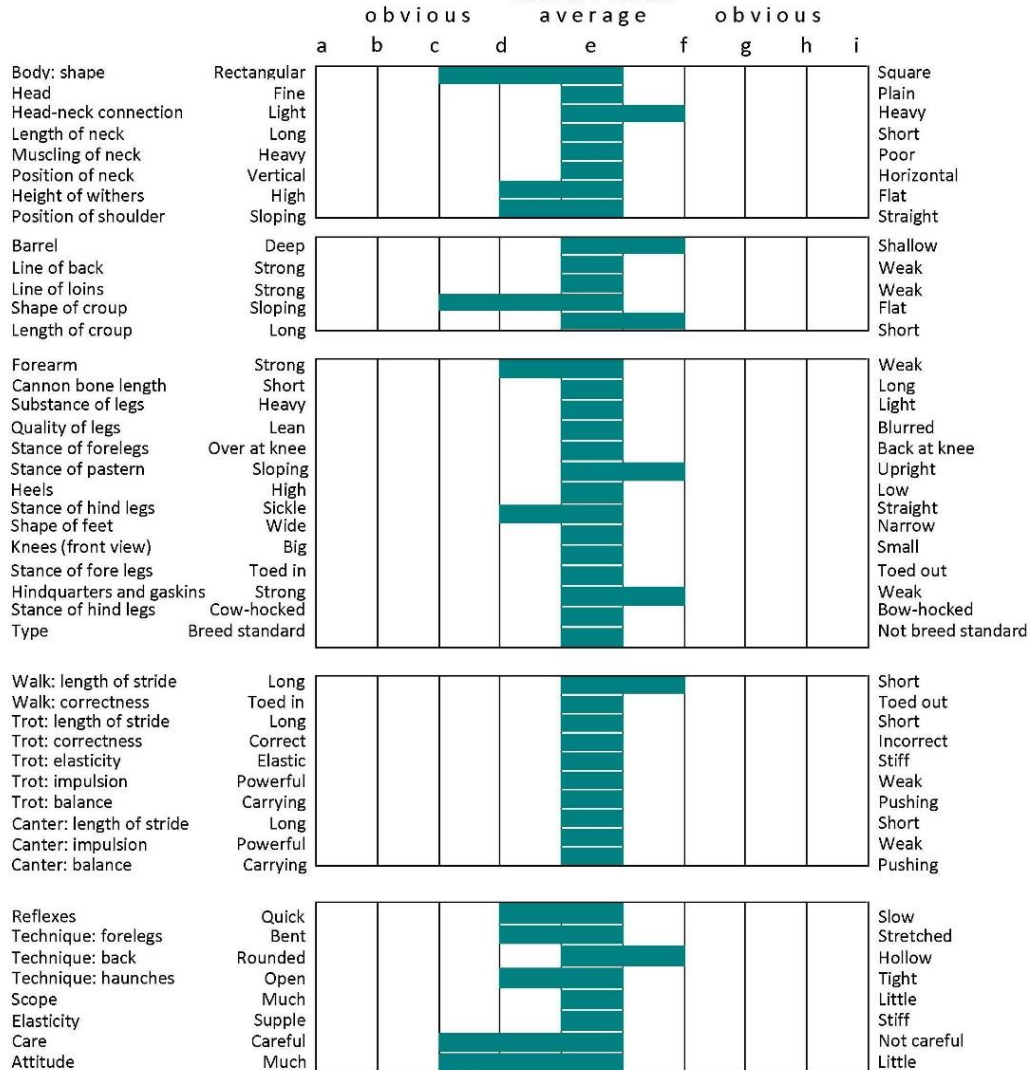 obvious average obvious
a b c d e f g h i
Body: shape Rectangular Square
Head Fine Plain
Head-neck connection Light Heavy
Length of neck Long Short
Muscling of neck Heavy Poor
Position of neck Vertical Horizontal
Height of withers High Flat
Position of shoulder Sloping Straight
Barrel Deep Shallow
Line of back Strong Weak
Line of loins Strong Weak
Shape of croup Sloping Flat
Length of croup Long Short
Forearm Strong Weak
Cannon bone length Short Long
Substance of legs Heavy Light
Quality of legs Lean Blurred
Stance of forelegs Over at knee Back at knee
Stance of pastern Sloping Upright
Heels High Low
Stance of hind legs Sickle Straight
Shape of feet Wide Narrow
Knees (front view) Big Small
Stance of fore legs Toed in Toed out
Hindquarters and gaskins Strong Weak
Stance of hind legs Cow-hocked Bow-hocked
Type Breed standard Not breed standard
Walk: length of stride Long Short
Walk: correctness Toed in Toed out
Trot: length of stride Long Short
Trot: correctness Correct Incorrect
Trot: elasticity Elastic Stiff
Trot: impulsion Powerful Weak
Trot: balance Carrying Pushing
Canter: length of stride Long Short
Canter: impulsion Powerful Weak
Canter: balance Carrying Pushing
Reflexes Quick Slow
Technique: forelegs Bent Stretched
Technique: back Rounded Hollow
Technique: haunches Open Tight
Scope Much Little
Elasticity Supple Stiff
Care Careful Not careful
Attitude Much Little